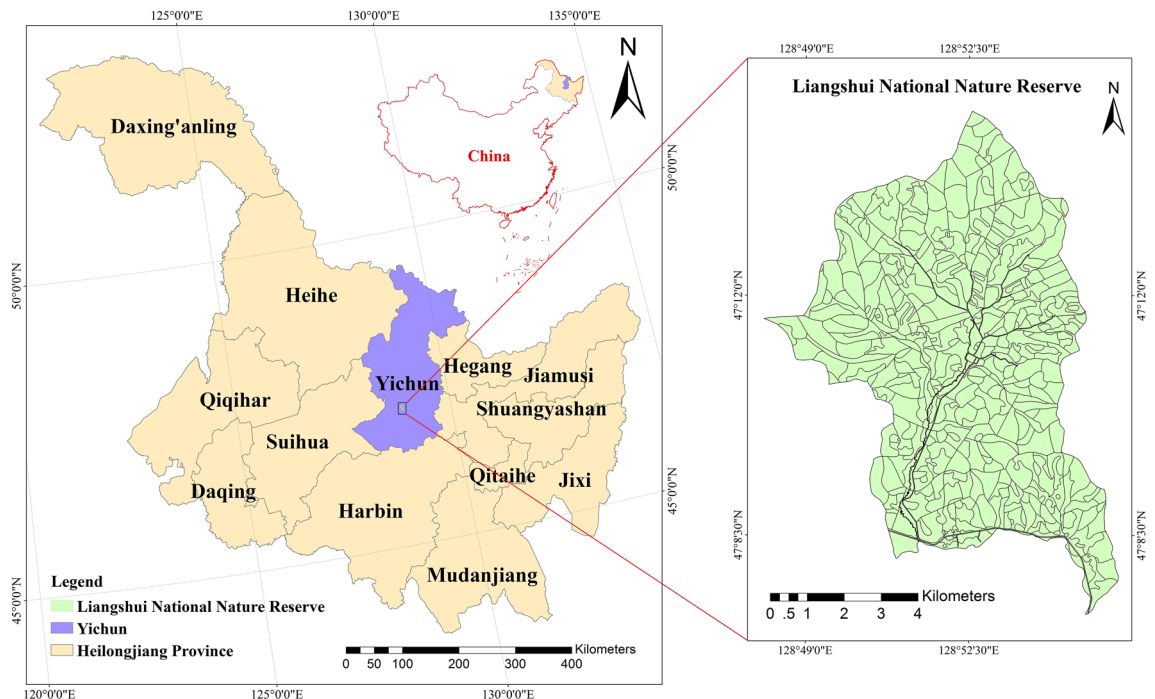 125°0'0"E
130°0'0"E
135°0'0"E
128°49'0"E
128°52'30"E
N
Liangshui National Nature Reserve
N
Daxing'anling
China
50°0'0"N
50°0'0"N
Heihe
47°12'0"N
47°12'0"N
Hegang
Jiamusi
Yichun
Qiqihar
Shuangyashan
Suihua
Qitaihe
Jixi
Daqing
Harbin
45°0'0"N
47°8'30"N
47°8'30"N
Mudanjiang
Legend
Liangshui National Nature Reserve
Yichun
Heilongjiang Province
45°0'0"N
Kilometers
0 50 100 200 300 400
Kilometers
0 .5 1 2 3 4
128°49'0"E
128°52'30"E
120°0'0"E
125°0'0"E
130°0'0"E